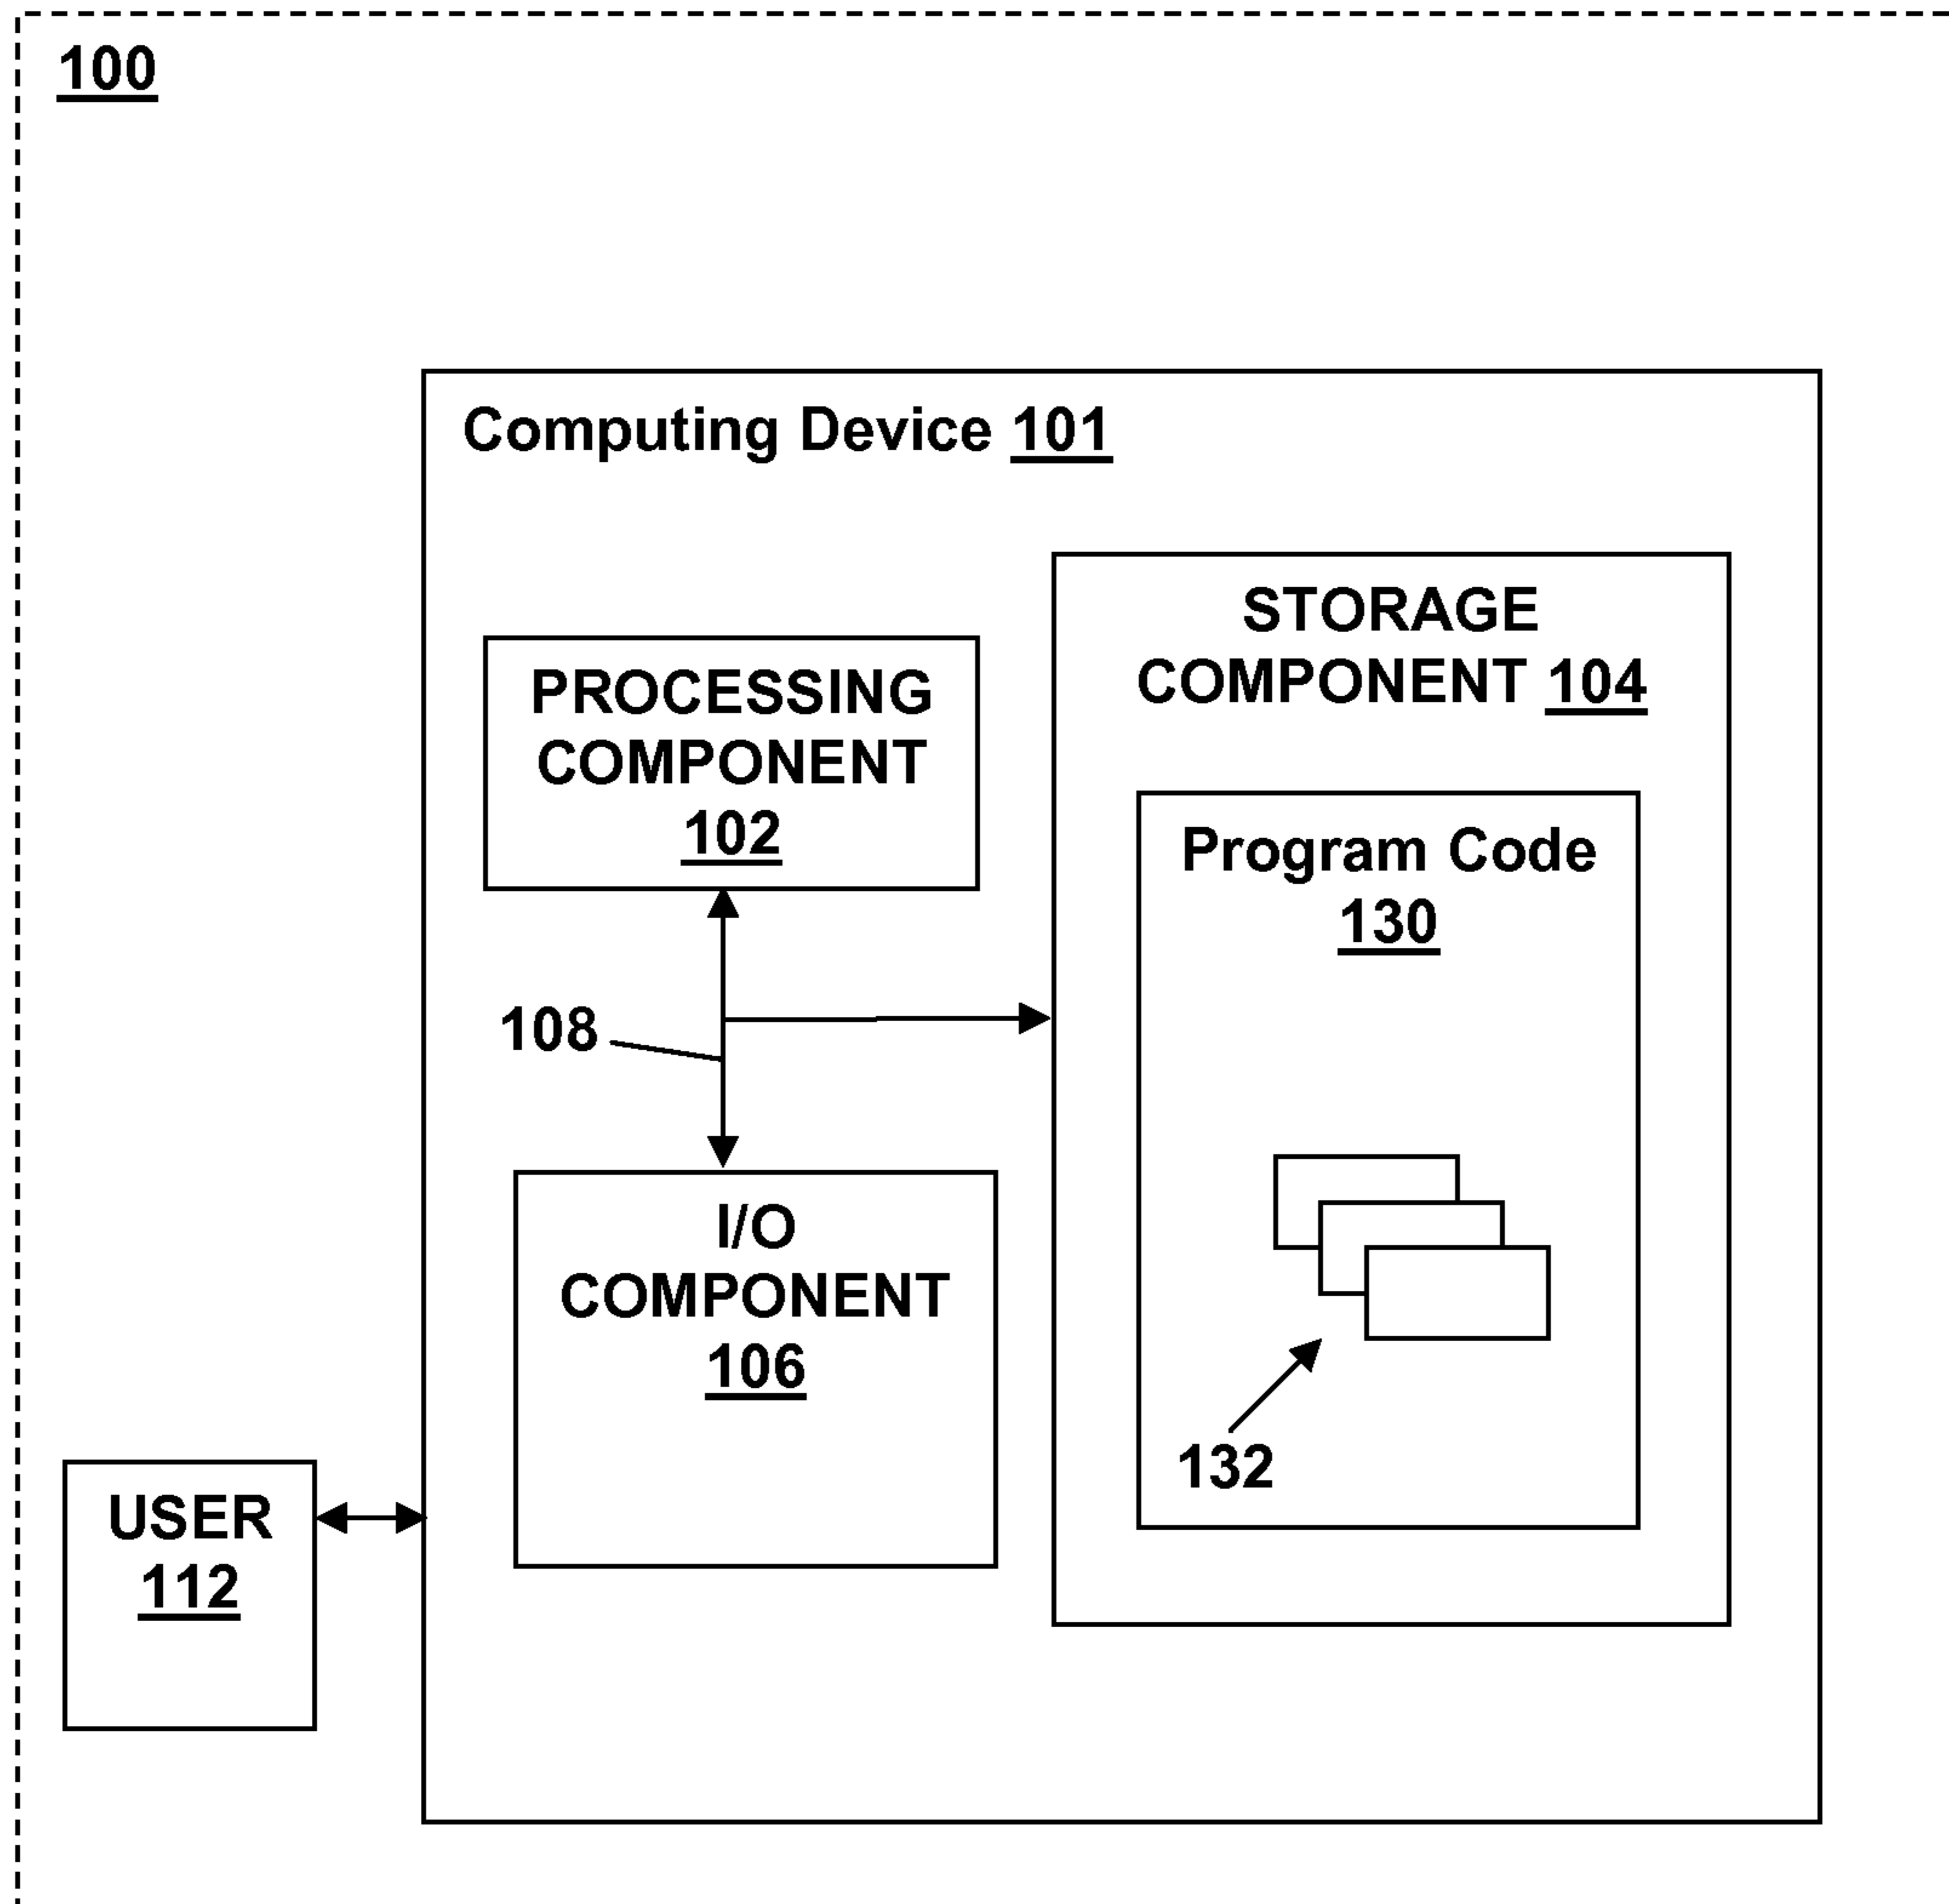 100
Computing Device 101
STORAGE
COMPONENT 104
PROCESSING
COMPONENT
102
Program Code
130
108
I/O
COMPONENT
106
132
USER
112